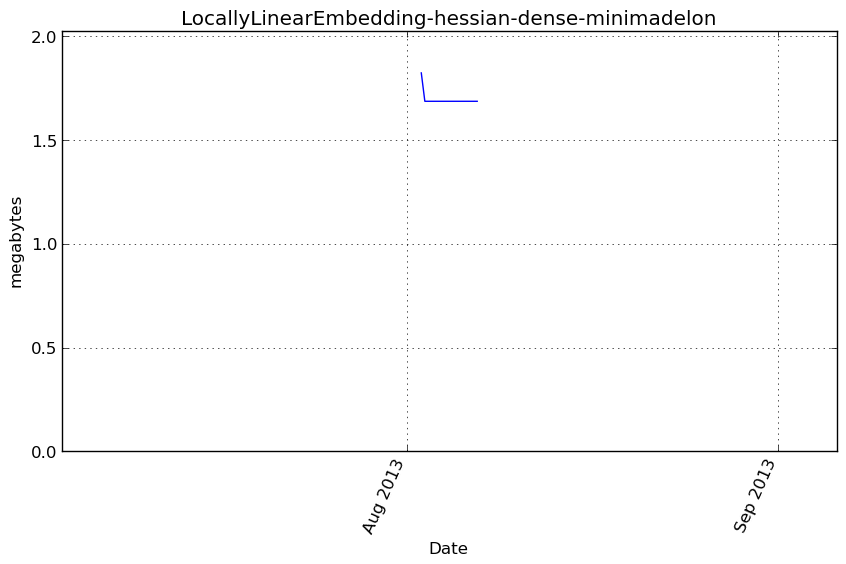 LocallyLinearEmbedding-hessian-dense-minimadelon
2.0
1.5
1.0
0.5
0.0
megabytes
Aug 2013
Sep 2013
Date